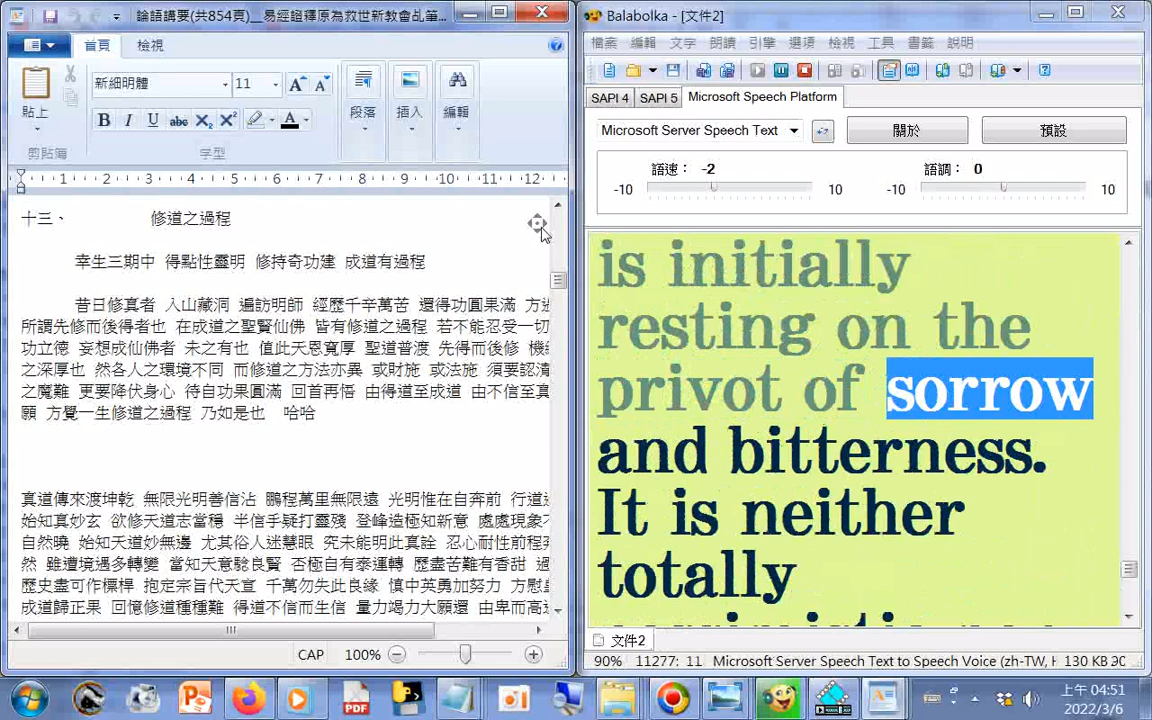 論語講要(共854頁)__易經證釋原為救世新教會乩筆...
首頁 檢視
貼上
剪貼簿
新細明體 11
B I U abc X₂ X²
A
字型
段落
插入
編輯
1 2 3 4 5 6 7 8 9 10 11 12
十三、 修道之過程
幸生三期中 得點性靈明 修持奇功建 成道有過程
昔日修真者 入山藏洞 遍訪明師 經歷千辛萬苦 還得功圓果滿 方
所謂先修而後得者也 在成道之聖賢仙佛 皆有修道之過程 若不能忍受一切
功立德 妄想成仙佛者 未之有也 值此天恩寬厚 聖道普渡 先得而後修
之深厚也 然各人之環境不同 而修道之方法亦異 或財施 或法施 須要認清
之魔難 更要降伏身心 待自功果圓滿 回首再悟 由得道至成道 由不信至真
願 方覺一生修道之過程 乃如是也 哈哈
真道傳來渡坤乾 無限光明善信沾 鵬程萬里無限遠 光明惟在自奔前 行道
始知真妙玄 欲修天道志當穩 半信半疑打靈殘 登峰造極知新意 處處現象
自然曉 始知天道妙無邊 尤其俗人迷慧眼 究未能明此真詮 忍心耐性前程
然 雖遭境遇多轉變 當知天意驗良賢 否極自有泰運轉 歷盡苦難有香甜
歷史盡可作標桿 抱定宗旨代天宣 千萬勿失此良緣 慎中英勇加努力 方慰
成道歸正果 回憶修道種種難 得道不信而生信 量力竭力大願還 由卑而高
CAP 100%
Balabolka - [文件2]
檔案 編輯 文字 朗讀 引擎 選項 檢視 工具 書籤 說明
SAPI 4 SAPI 5 Microsoft Speech Platform
Microsoft Server Speech Text 關於 預設
語速: -2 語調: 0
-10 10 -10 10
is initially
resting on the
privot of sorrow
and bitterness.
It is neither
totally
文件2
90% 11277: 11 Microsoft Server Speech Text to Speech Voice (zh-TW, H 130 KB
PDF
上午 04:51
2022/3/6